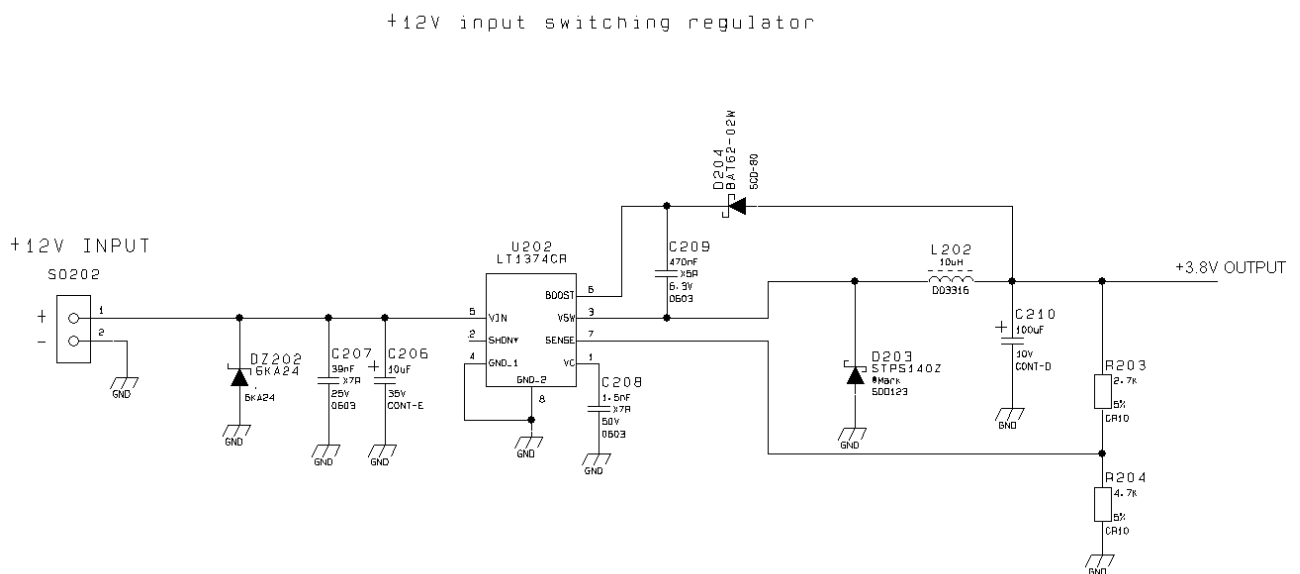 +12V input switching regulator
D204
BAT62-02W
SCD-80
+12V INPUT
SO202
+
1
-
2
GND
U202
LT1374CR
BOOST
6
5
VIN
VSW
3
2
SHDN*
SENSE
7
4
GND_1
VC
1
GND_2
8
GND
C209
470nF
X5R
6.3V
0603
L202
10uH
DO3316
+3.8V OUTPUT
DZ202
6KA24
6KA24
GND
C207
39nF
X7R
25V
0603
GND
+
C206
10uF
35V
CONT-E
GND
C208
1.5nF
X7R
50V
0603
GND
D203
STPS140Z
*Mark
SOD123
GND
+
C210
100uF
10V
CONT-D
GND
R203
2.7K
5%
CR10
R204
4.7K
5%
CR10
GND